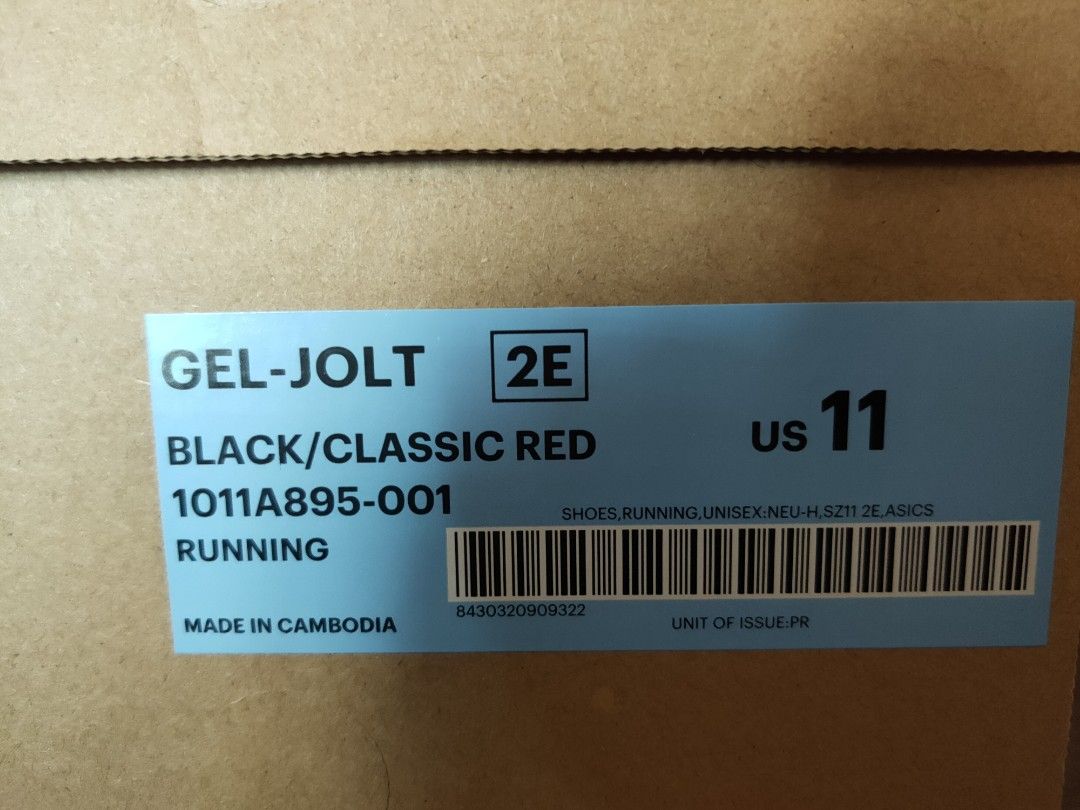 GEL-JOLT 2E
BLACK/CLASSIC RED
US 11
1011A895-001
SHOES,RUNNING,UNISEX:NEU-H,SZ11 2E,ASICS
RUNNING
8430320909322
MADE IN CAMBODIA
UNIT OF ISSUE:PR